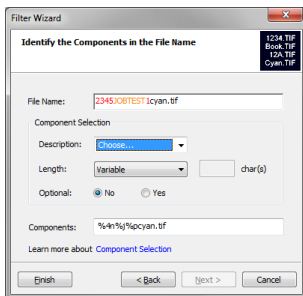 Filter Wizard
Identify the Components in the File Name
1234.TIF
Book.TIF
12A.TIF
Cyan.TIF
File Name: 2345JOBTEST1cyan.tif
Component Selection
Description: Choose...
Length: Variable char(s)
Optional: No Yes
Components: %4n%j%pcyan.tif
Learn more about Component Selection
Finish < Back Next > Cancel